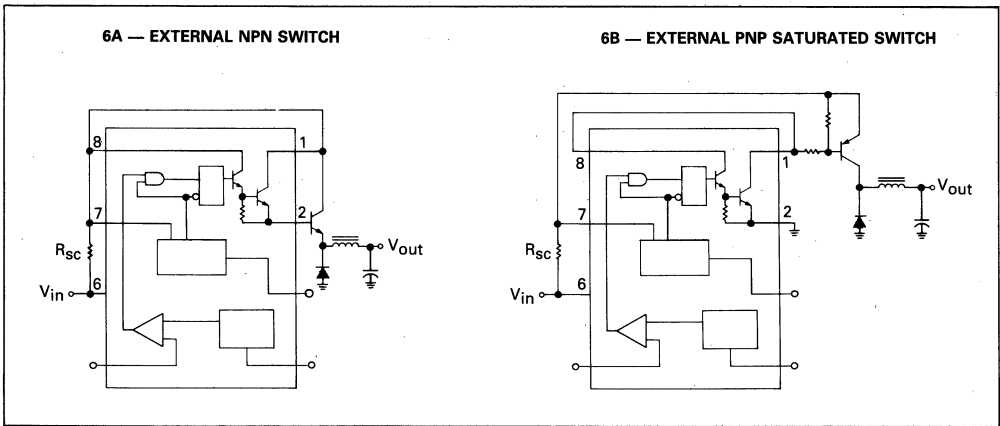 6A — EXTERNAL NPN SWITCH
8
1
7
2
Rsc
6
Vin
Vout
6B — EXTERNAL PNP SATURATED SWITCH
8
1
7
2
Rsc
6
Vin
Vout